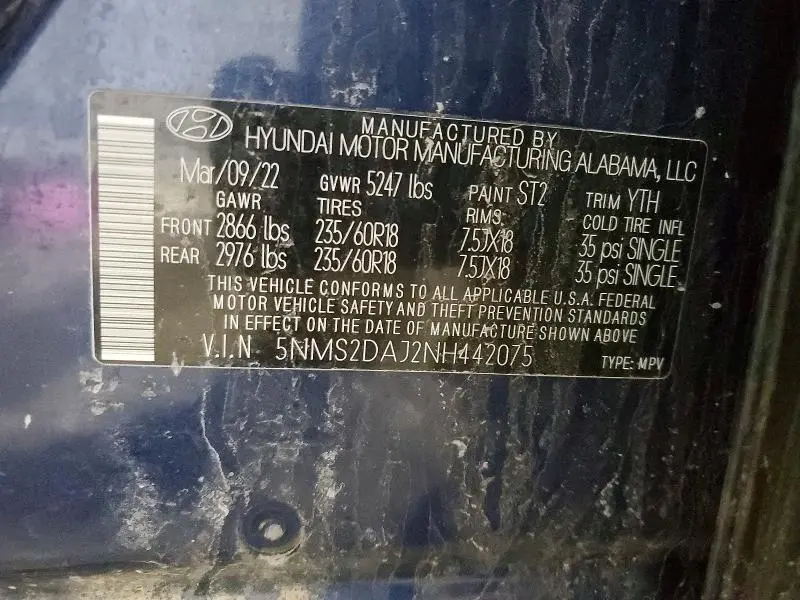 MANUFACTURED BY
HYUNDAI MOTOR MANUFACTURING ALABAMA, LLC
Mar/09/22 GVWR 5247 lbs PAINT ST2 TRIM YTH
GAWR TIRES RIMS: COLD TIRE INFL
FRONT 2866 lbs 235/60R18 7.5JX18 35 psi SINGLE
REAR 2976 lbs 235/60R18 7.5JX18 35 psi SINGLE
THIS VEHICLE CONFORMS TO ALL APPLICABLE U.S.A. FEDERAL
MOTOR VEHICLE SAFETY AND THEFT PREVENTION STANDARDS
IN EFFECT ON THE DATE OF MANUFACTURE SHOWN ABOVE
V.I.N 5NMS2DAJ2NH442075 TYPE: MPV